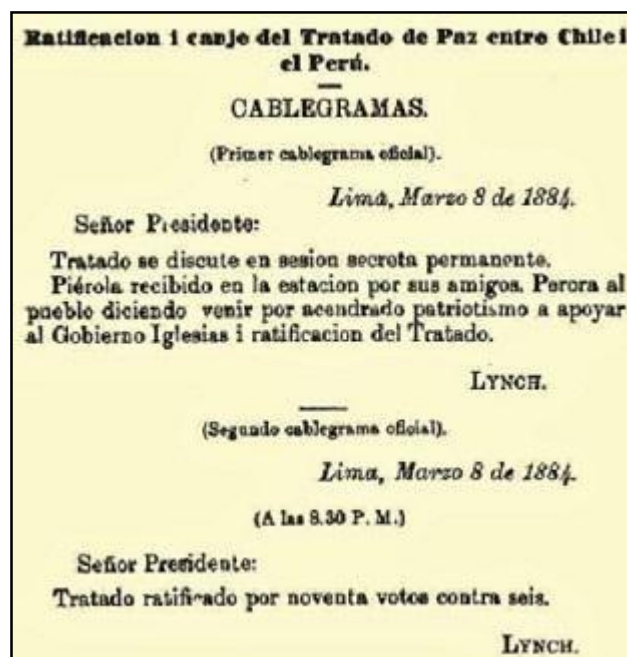 Ratificacion i canje del Tratado de Paz entre Chile i
el Perú.
CABLEGRAMAS.
(Primer cablegrama oficial).
Lima, Marzo 8 de 1884.
Señor Presidente:
Tratado se discute en sesion secreta permanente.
Piérola recibido en la estacion por sus amigos. Perora al
pueblo diciendo venir por acendrado patriotismo a apoyar
al Gobierno Iglesias i ratificacion del Tratado.
LYNCH.
(Segundo cablegrama oficial).
Lima, Marzo 8 de 1884.
(A las 8.30 P. M.)
Señor Presidente:
Tratado ratificado por noventa votos contra seis.
LYNCH.